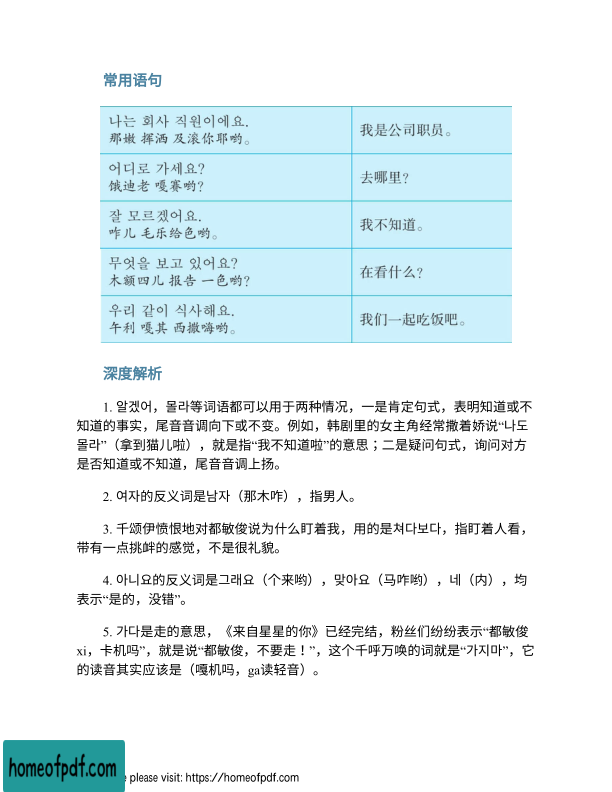 常用语句
나는 회사 직원이에요.
那嫩 挥洒 及滚你耶哟。
我是公司职员。
어디로 가세요?
饿迪老 嘎赛哟?
去哪里?
잘 모르겠어요.
咋儿 毛乐给色哟。
我不知道。
무엇을 보고 있어요?
木额四儿 报告 一色哟?
在看什么?
우리 같이 식사해요.
午利 嘎其 西撒嗨哟。
我们一起吃饭吧。
深度解析
1. 알겠어，몰라等词语都可以用于两种情况，一是肯定句式，表明知道或不
知道的事实，尾音音调向下或不变。例如，韩剧里的女主角经常撒着娇说“나도
몰라”（拿到猫儿啦），就是指“我不知道啦”的意思；二是疑问句式，询问对方
是否知道或不知道，尾音音调上扬。
2. 여자的反义词是남자（那木咋），指男人。
3. 千颂伊愤恨地对都敏俊说为什么盯着我，用的是쳐다보다，指盯着人看，
带有一点挑衅的感觉，不是很礼貌。
4. 아니요的反义词是그래요（个来哟），맞아요（马咋哟），네（内），均
表示“是的，没错”。
5. 가다是走的意思，《来自星星的你》已经完结，粉丝们纷纷表示“都敏俊
xi，卡机吗”，就是说“都敏俊，不要走！”，这个千呼万唤的词就是“가지마”，它
的读音其实应该是（嘎机吗，ga读轻音）。
homeofpdf.com
e please visit: https://homeofpdf.com